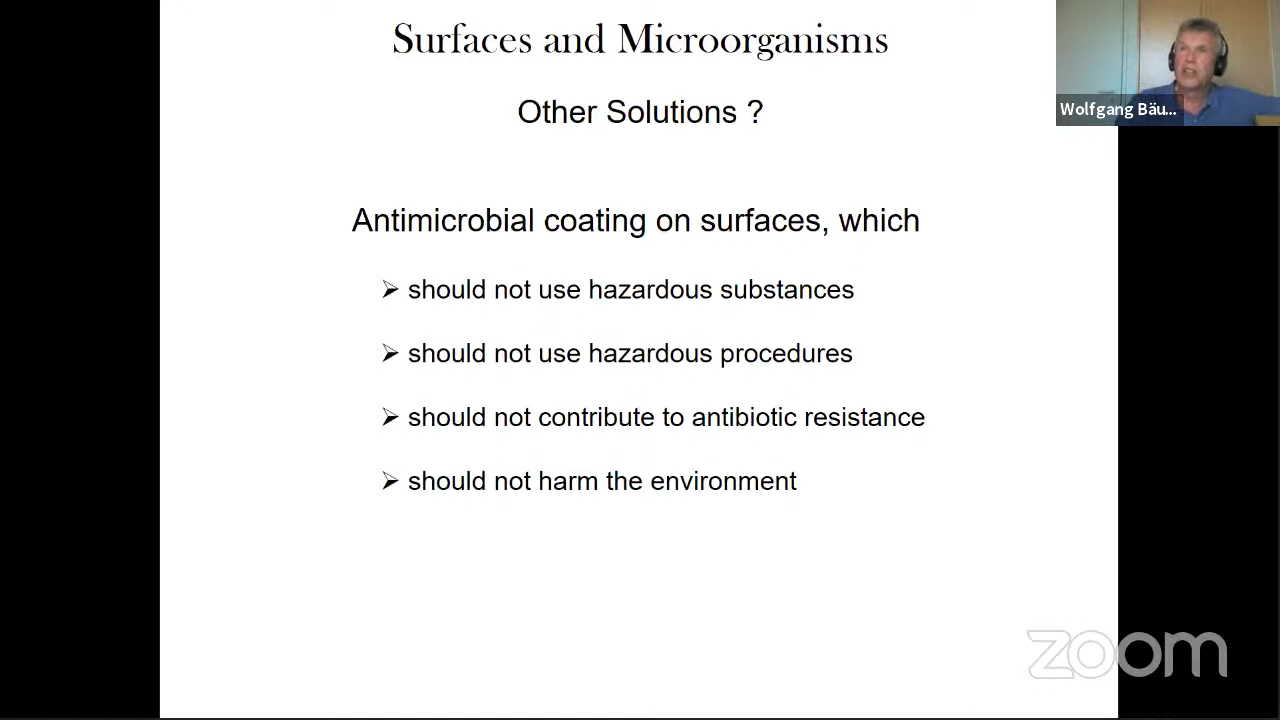 Surfaces and Microorganisms
Wolfgang Bäu...
Other Solutions ?
Antimicrobial coating on surfaces, which
➢ should not use hazardous substances
➢ should not use hazardous procedures
➢ should not contribute to antibiotic resistance
➢ should not harm the environment
zoom